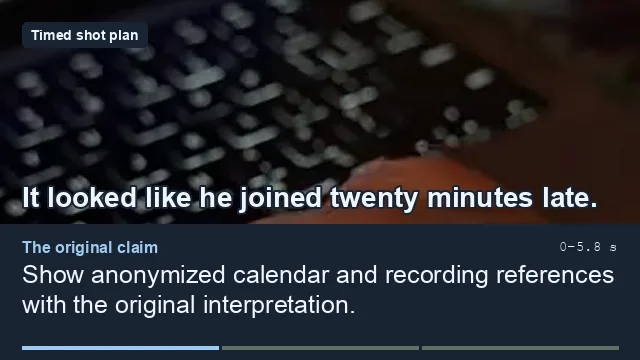 Timed shot plan
It looked like he joined twenty minutes late.
The original claim
0–5.8 s
Show anonymized calendar and recording references
with the original interpretation.